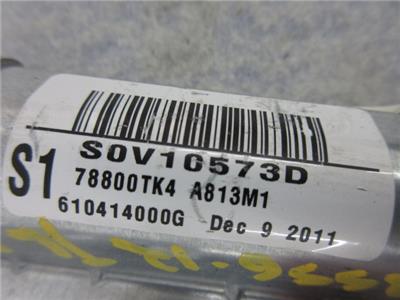 S0V10573D
S1 78800TK4 A813M1
610414000G Dec 9 2011